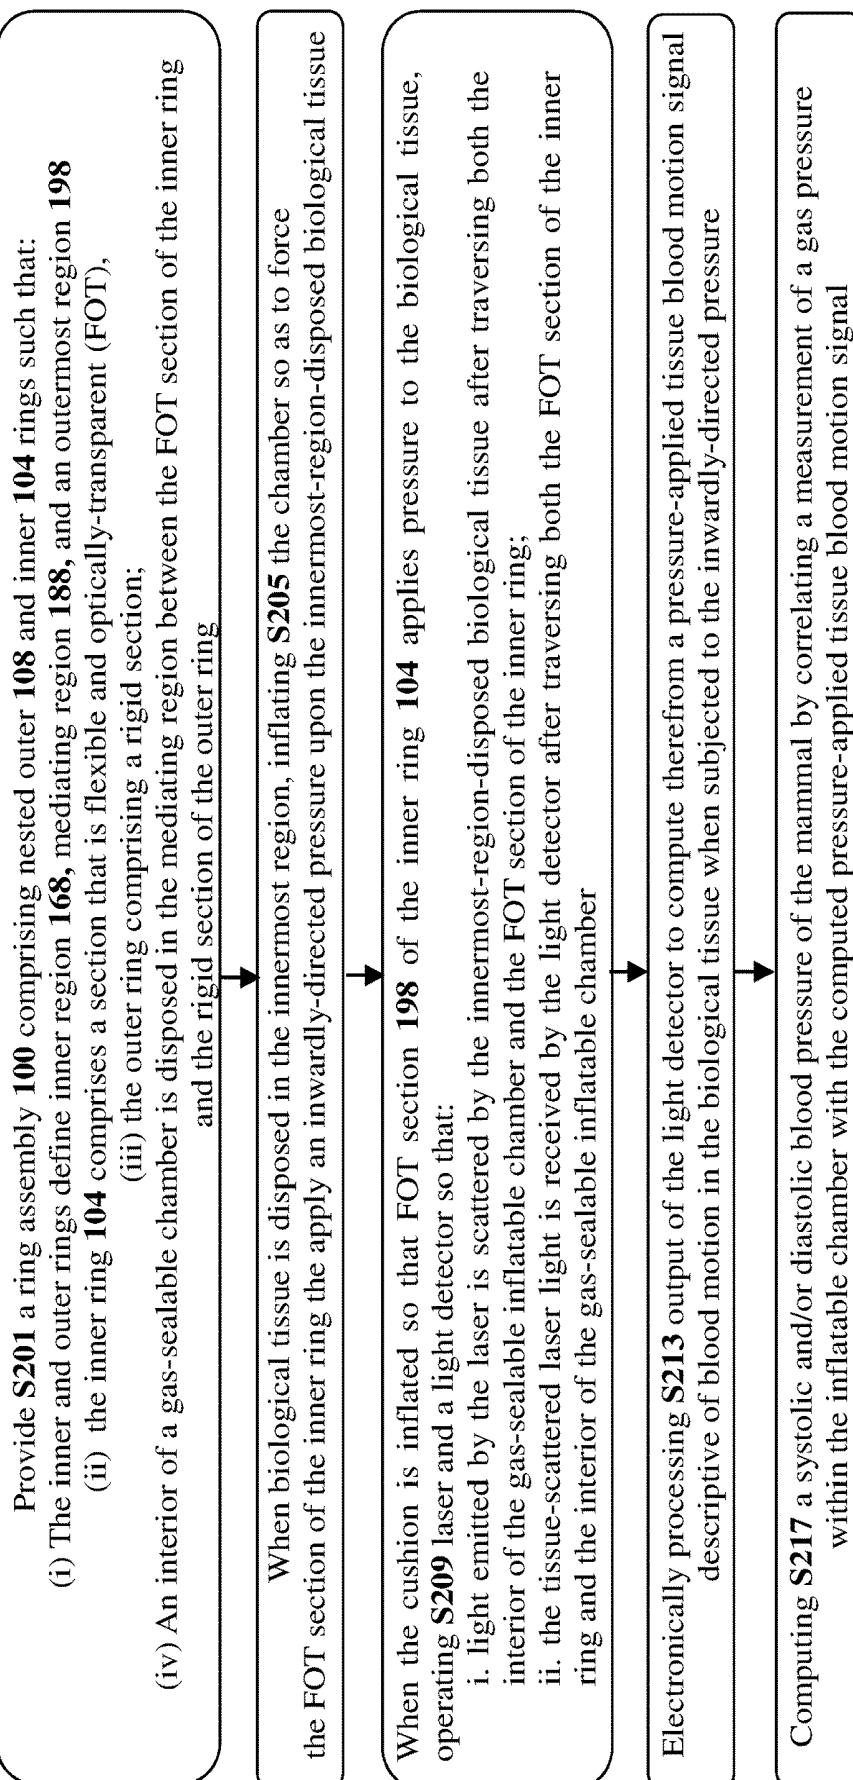 Provide S201 a ring assembly 100 comprising nested outer 108 and inner 104 rings such that:
(i) The inner and outer rings define inner region 168, mediating region 188, and an outermost region 198
(ii) the inner ring 104 comprises a section that is flexible and optically-transparent (FOT),
(iii) the outer ring comprising a rigid section;
(iv) An interior of a gas-sealable chamber is disposed in the mediating region between the FOT section of the inner ring
and the rigid section of the outer ring
When biological tissue is disposed in the innermost region, inflating S205 the chamber so as to force
the FOT section of the inner ring the apply an inwardly-directed pressure upon the innermost-region-disposed biological tissue
When the cushion is inflated so that FOT section 198 of the inner ring 104 applies pressure to the biological tissue,
operating S209 laser and a light detector so that:
i. light emitted by the laser is scattered by the innermost-region-disposed biological tissue after traversing both the
interior of the gas-sealable inflatable chamber and the FOT section of the inner ring;
ii. the tissue-scattered laser light is received by the light detector after traversing both the FOT section of the inner
ring and the interior of the gas-sealable inflatable chamber
Electronically processing S213 output of the light detector to compute therefrom a pressure-applied tissue blood motion signal
descriptive of blood motion in the biological tissue when subjected to the inwardly-directed pressure
Computing S217 a systolic and/or diastolic blood pressure of the mammal by correlating a measurement of a gas pressure
within the inflatable chamber with the computed pressure-applied tissue blood motion signal